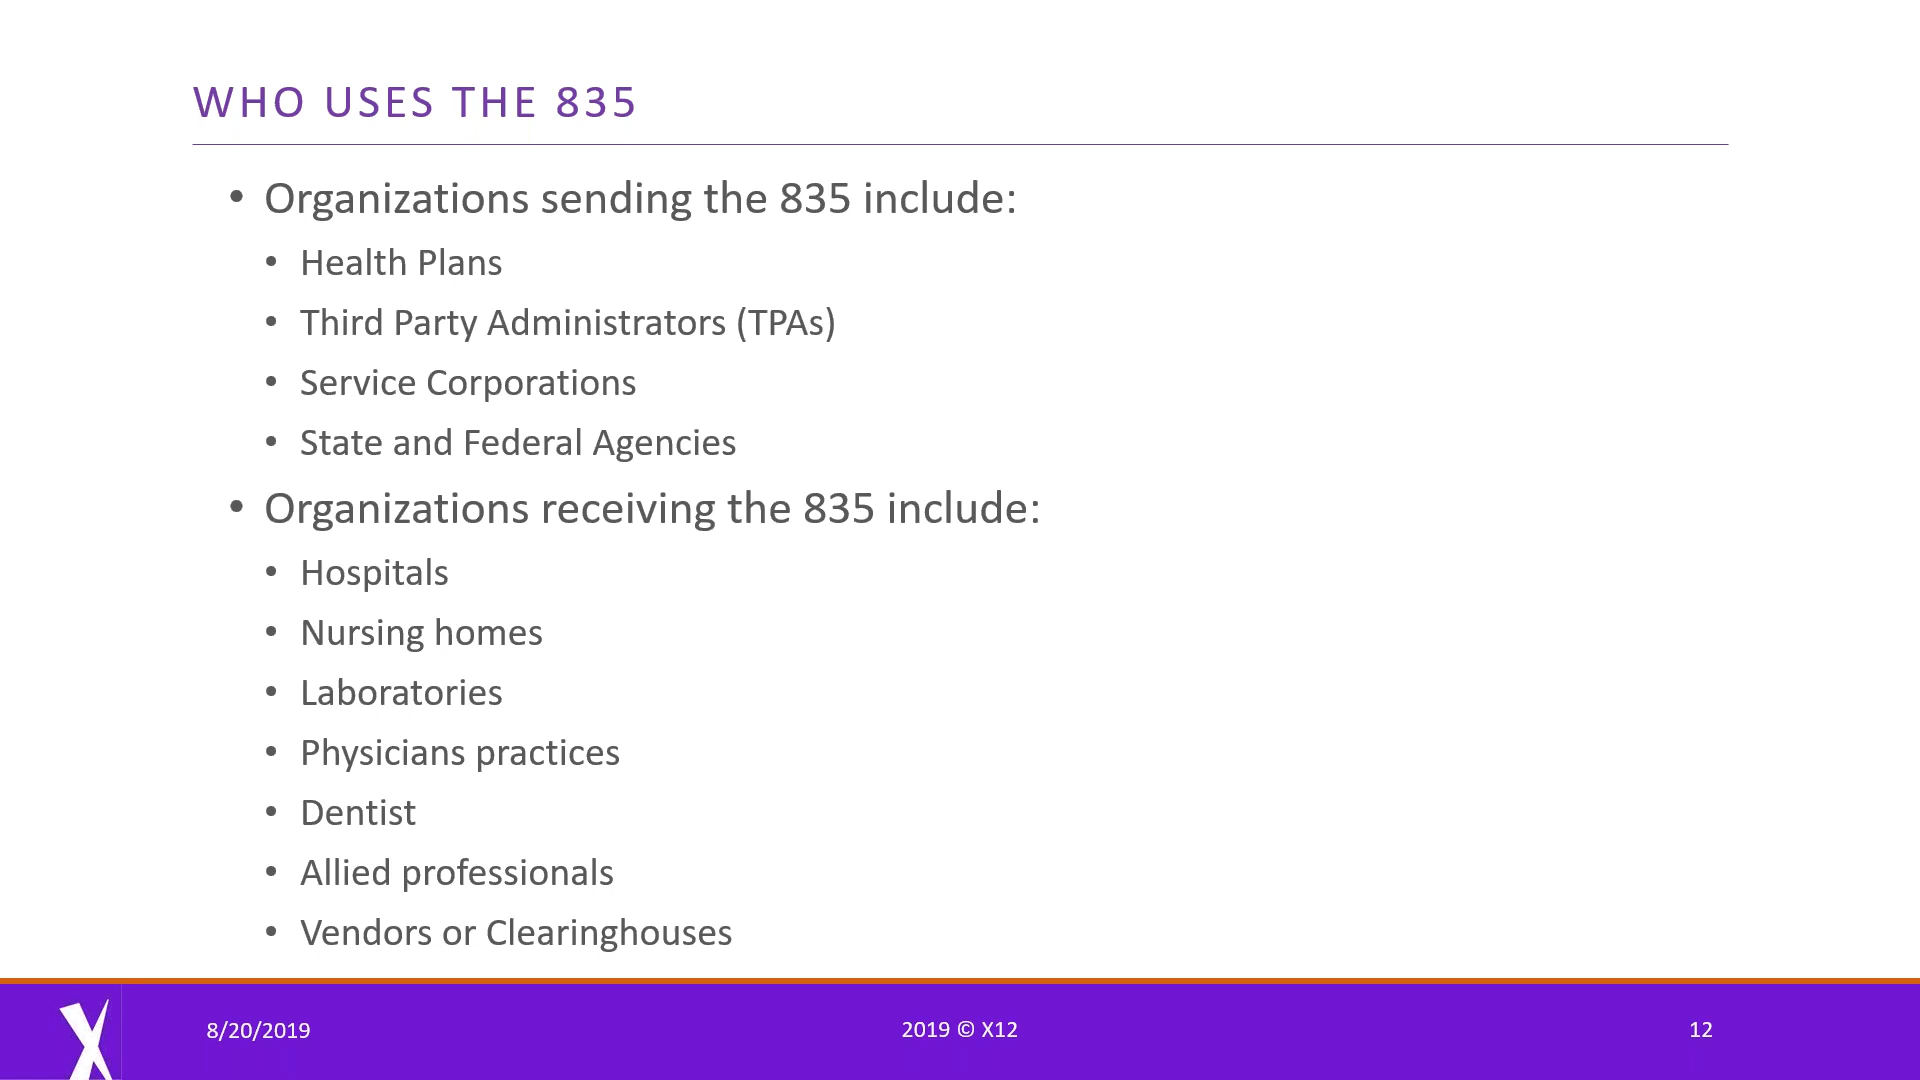 WHO USES THE 835
• Organizations sending the 835 include:
• Health Plans
• Third Party Administrators (TPAs)
• Service Corporations
• State and Federal Agencies
• Organizations receiving the 835 include:
• Hospitals
• Nursing homes
• Laboratories
• Physicians practices
• Dentist
• Allied professionals
• Vendors or Clearinghouses
X
8/20/2019
2019 © X12
12